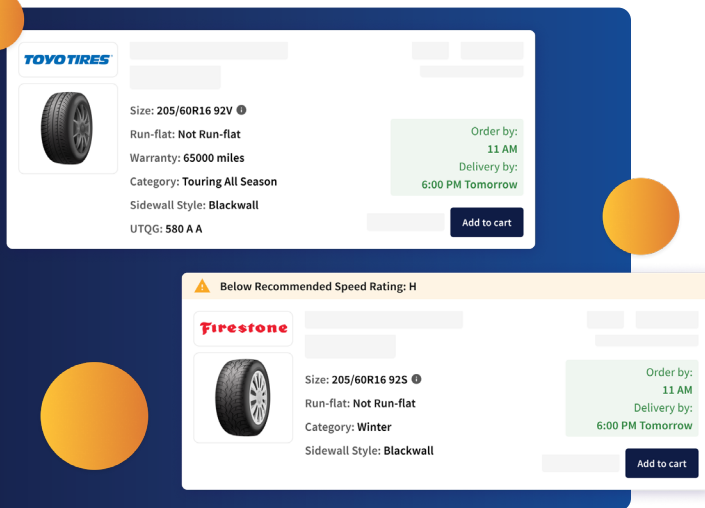 TOYO TIRES
Size: 205/60R16 92V
Run-flat: Not Run-flat
Warranty: 65000 miles
Category: Touring All Season
Sidewall Style: Blackwall
UTQG: 580 A A
Order by:
11 AM
Delivery by:
6:00 PM Tomorrow
Add to cart
Below Recommended Speed Rating: H
Firestone
Size: 205/60R16 92S
Run-flat: Not Run-flat
Category: Winter
Sidewall Style: Blackwall
Order by:
11 AM
Delivery by:
6:00 PM Tomorrow
Add to cart